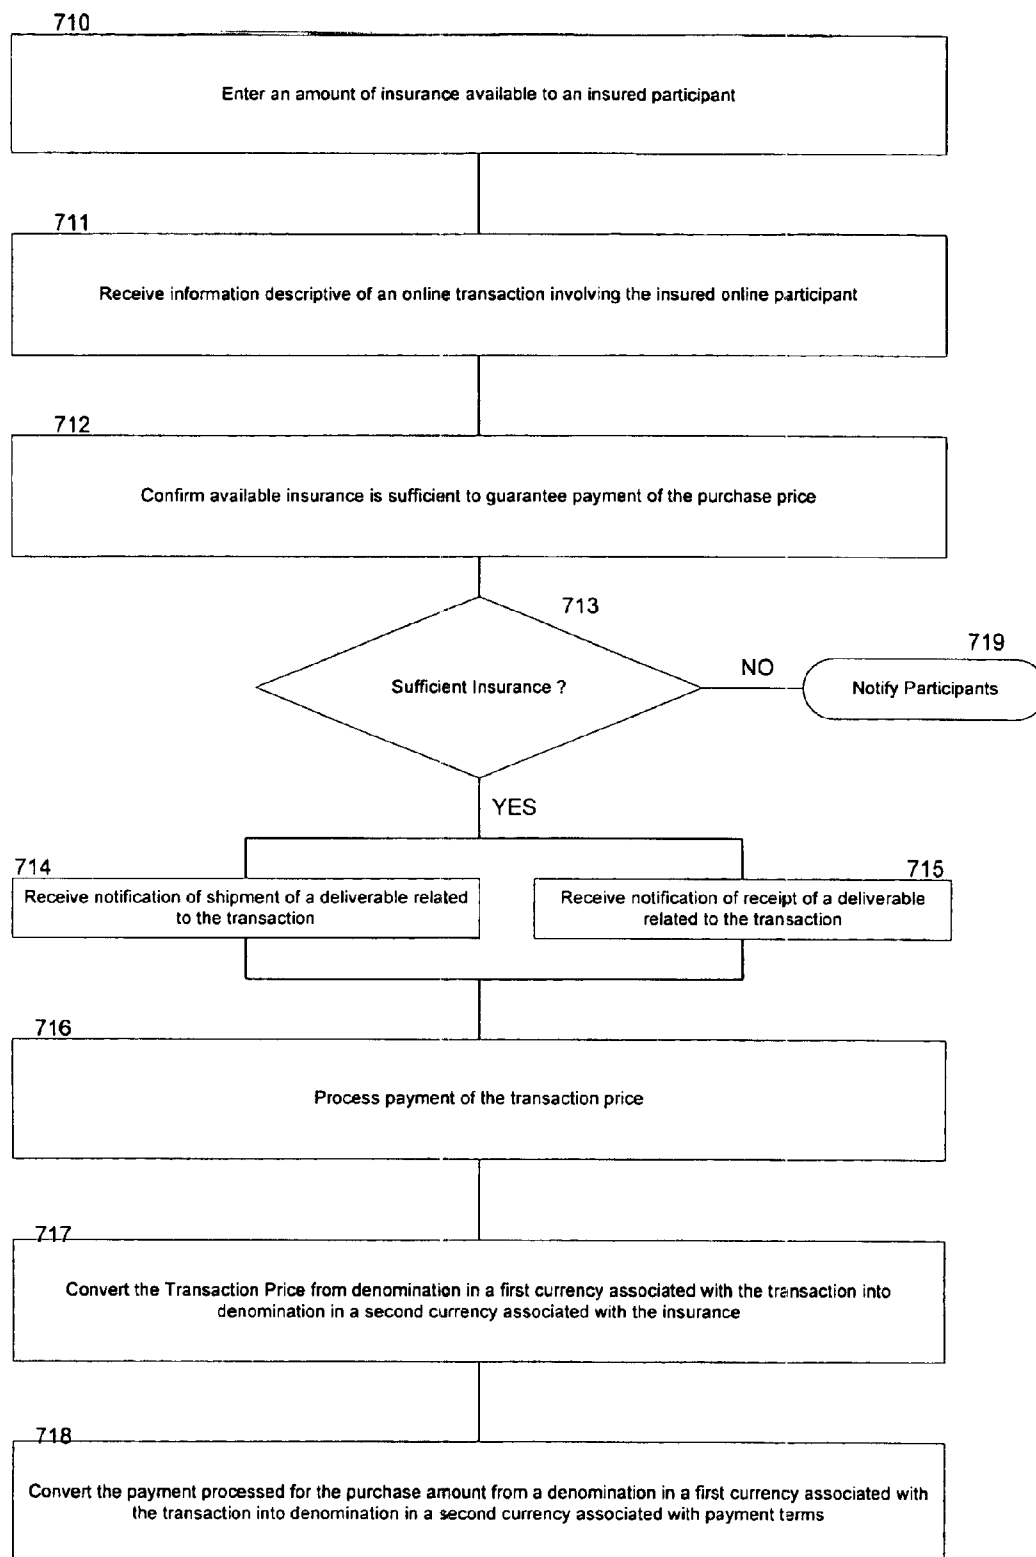 710
Enter an amount of insurance available to an insured participant
711
Receive information descriptive of an online transaction involving the insured online participant
712
Confirm available insurance is sufficient to guarantee payment of the purchase price
713
Sufficient Insurance ?
NO
719
Notify Participants
YES
714
Receive notification of shipment of a deliverable related
to the transaction
715
Receive notification of receipt of a deliverable
related to the transaction
716
Process payment of the transaction price
717
Convert the Transaction Price from denomination in a first currency associated with the transaction into
denomination in a second currency associated with the insurance
718
Convert the payment processed for the purchase amount from a denomination in a first currency associated with
the transaction into denomination in a second currency associated with payment terms